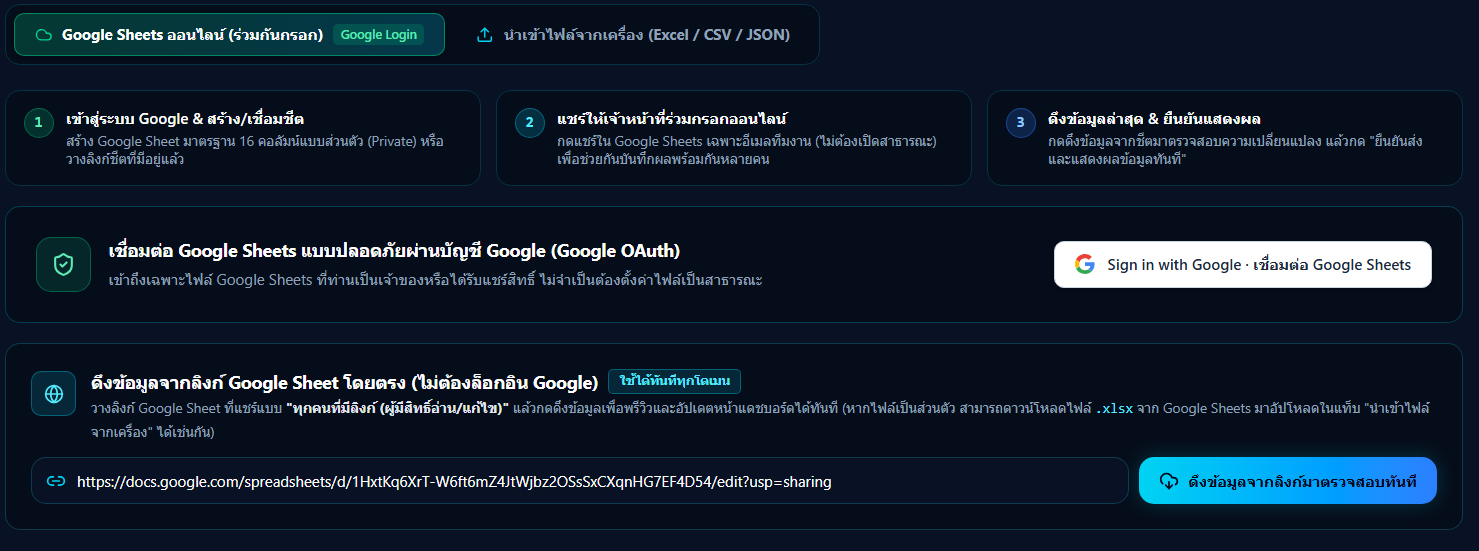 Google Sheets ออนไลน์ (ร่วมกันกรอก) Google Login
นำเข้าไฟล์จากเครื่อง (Excel / CSV / JSON)
1
เข้าสู่ระบบ Google & สร้าง/เชื่อมชีต
สร้าง Google Sheet มาตรฐาน 16 คอลัมน์แบบส่วนตัว (Private) หรือ
วางลิงก์ชีตที่มีอยู่แล้ว
2
แชร์ให้เจ้าหน้าที่ร่วมกรอกออนไลน์
กดแชร์ใน Google Sheets เฉพาะอีเมลทีมงาน (ไม่ต้องเปิดสาธารณะ)
เพื่อช่วยกันบันทึกผลพร้อมกันหลายคน
3
ดึงข้อมูลล่าสุด & ยืนยันแสดงผล
กดดึงข้อมูลจากชีตมาตรวจสอบความเปลี่ยนแปลง แล้วกด "ยืนยันส่ง
และแสดงผลข้อมูลทันที"
เชื่อมต่อ Google Sheets แบบปลอดภัยผ่านบัญชี Google (Google OAuth)
เข้าถึงเฉพาะไฟล์ Google Sheets ที่ท่านเป็นเจ้าของหรือได้รับแชร์สิทธิ์ ไม่จำเป็นต้องตั้งค่าไฟล์เป็นสาธารณะ
Sign in with Google · เชื่อมต่อ Google Sheets
ดึงข้อมูลจากลิงก์ Google Sheet โดยตรง (ไม่ต้องล็อกอิน Google) ใช้ได้ทันทีทุกโดเมน
วางลิงก์ Google Sheet ที่แชร์แบบ "ทุกคนที่มีลิงก์ (ผู้มีสิทธิ์อ่าน/แก้ไข)" แล้วกดดึงข้อมูลเพื่อพรีวิวและอัปเดตหน้าแดชบอร์ดได้ทันที (หากไฟล์เป็นส่วนตัว สามารถดาวน์โหลดไฟล์ .xlsx จาก Google Sheets มาอัปโหลดในแท็บ "นำเข้าไฟล์
จากเครื่อง" ได้เช่นกัน)
https://docs.google.com/spreadsheets/d/1HxtKq6XrT-W6ft6mZ4JtWjbz2OSsSxCXqnHG7EF4D54/edit?usp=sharing
ดึงข้อมูลจากลิงก์มาตรวจสอบทันที